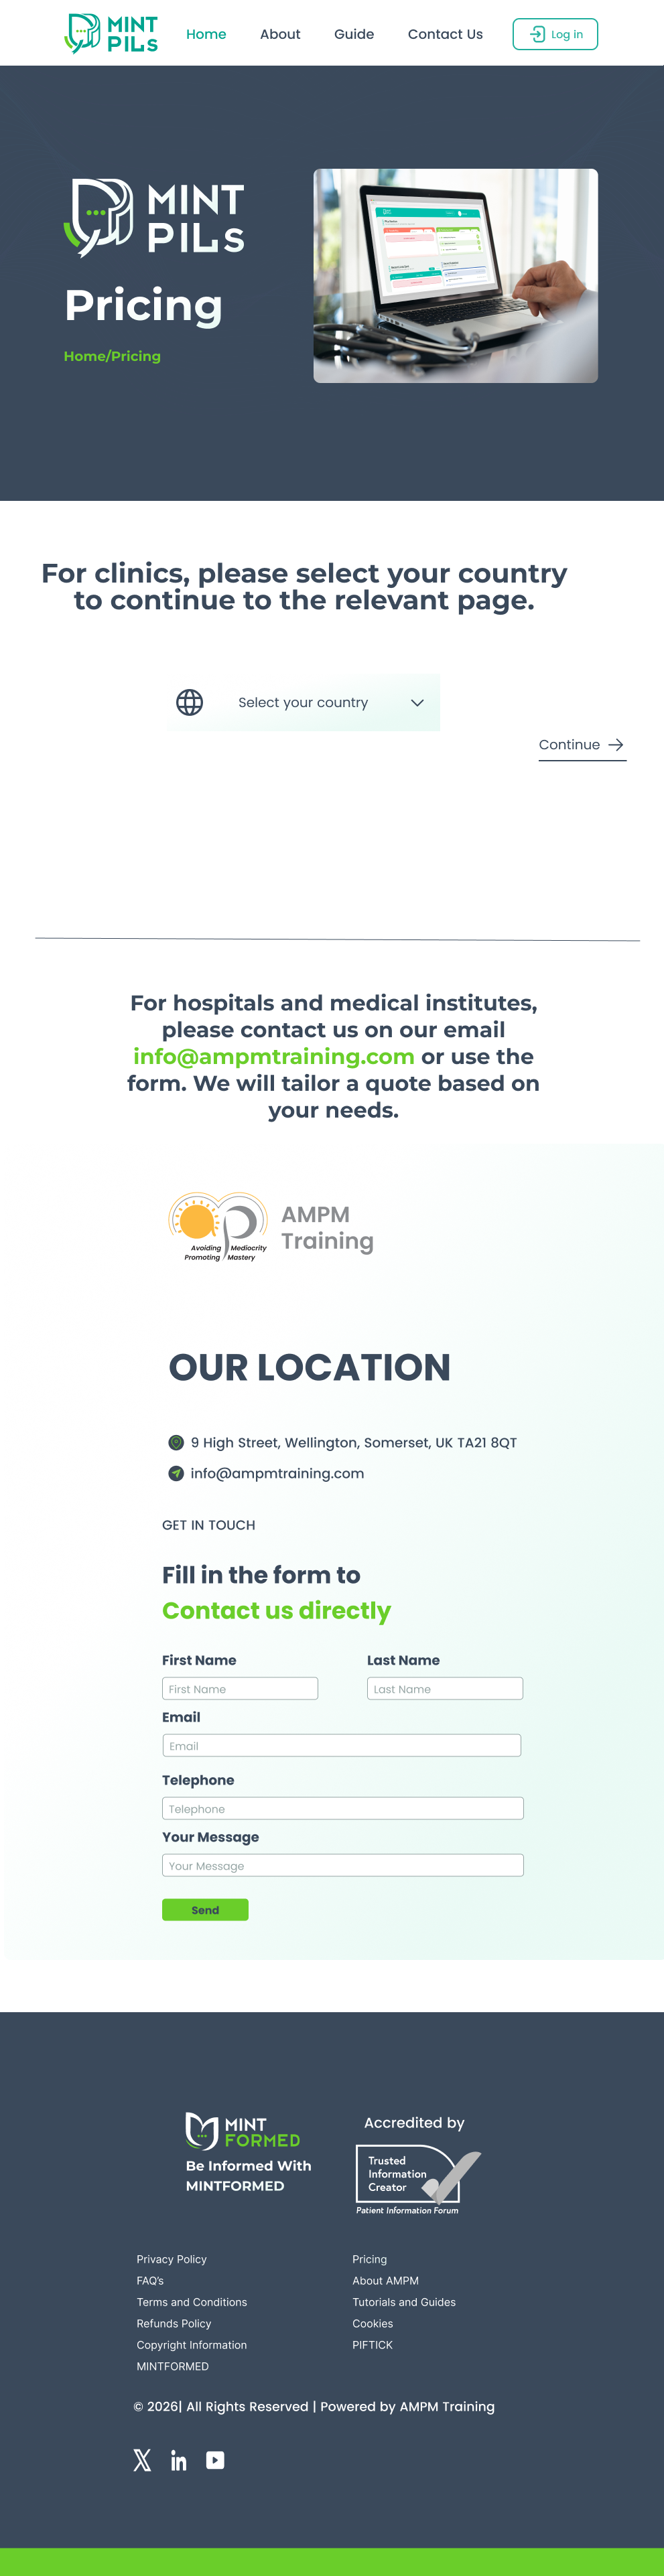 MINT
PILS
Home
About
Guide
Contact Us
Log in
MINT
PILS
Pricing
Home/Pricing
For clinics, please select your country
to continue to the relevant page.
Select your country
Continue
For hospitals and medical institutes,
please contact us on our email
info@ampmtraining.com or use the
form. We will tailor a quote based on
your needs.
Avoiding Mediocrity
Promoting Mastery
AMPM
Training
OUR LOCATION
9 High Street, Wellington, Somerset, UK TA21 8QT
info@ampmtraining.com
GET IN TOUCH
Fill in the form to
Contact us directly
First Name
Last Name
First Name
Last Name
Email
Email
Telephone
Telephone
Your Message
Your Message
Send
MINT
FORMED
Be Informed With
MINTFORMED
Accredited by
Trusted
Information
Creator
Patient Information Forum
Privacy Policy
FAQ's
Terms and Conditions
Refunds Policy
Copyright Information
MINTFORMED
Pricing
About AMPM
Tutorials and Guides
Cookies
PIFTICK
© 2026| All Rights Reserved | Powered by AMPM Training